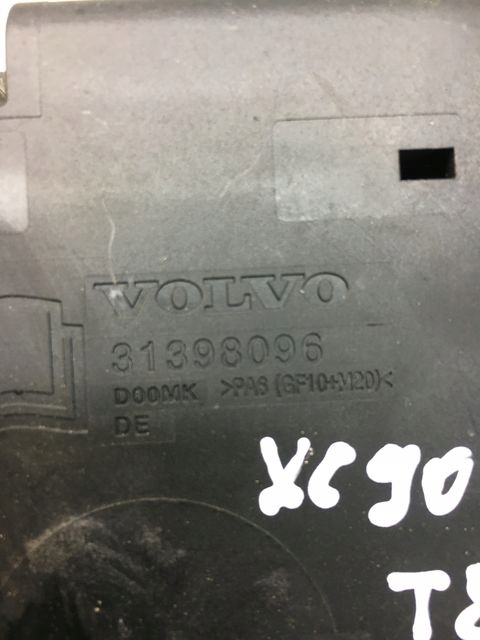 VOLVO
31398096
D00MK >PA6 (GF10+M20)<
DE
XC90
T8